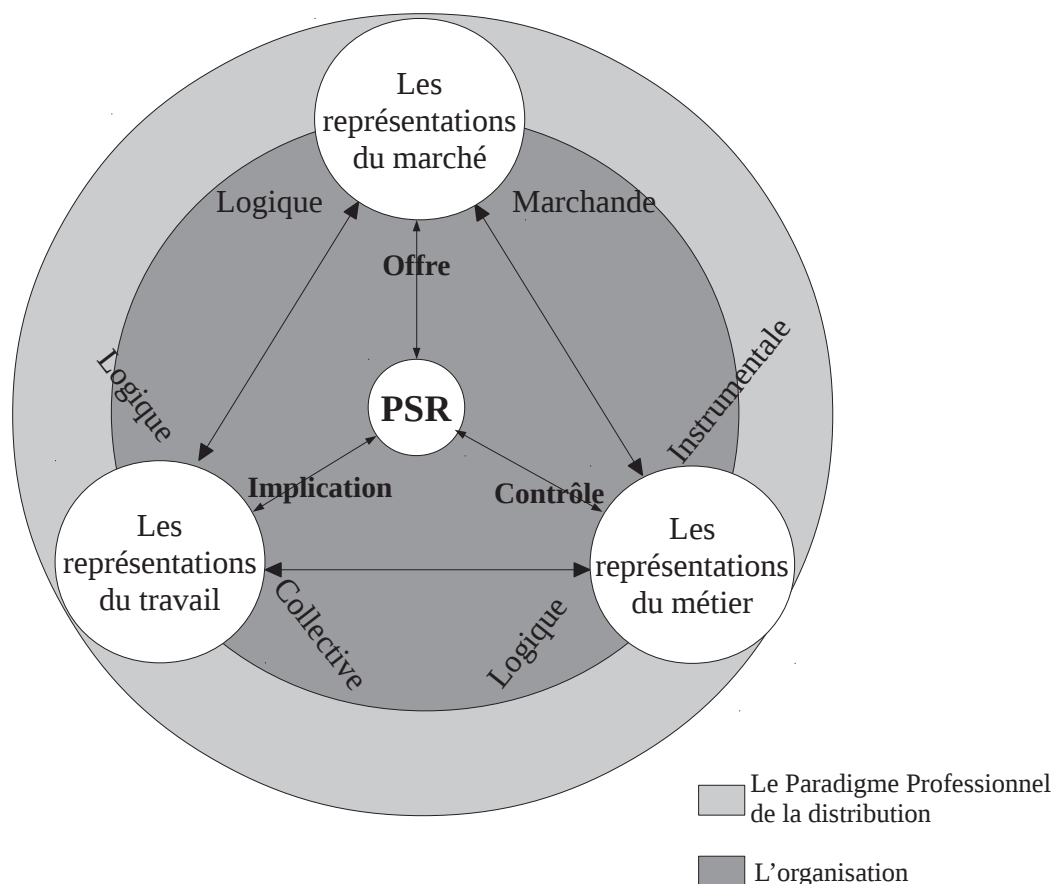 Les
représentations
du marché
Logique
Marchande
Offre
Logique
Instrumentale
PSR
Implication
Contrôle
Les
représentations
du travail
Les
représentations
du métier
Collective
Logique
Le Paradigme Professionnel
de la distribution
L'organisation